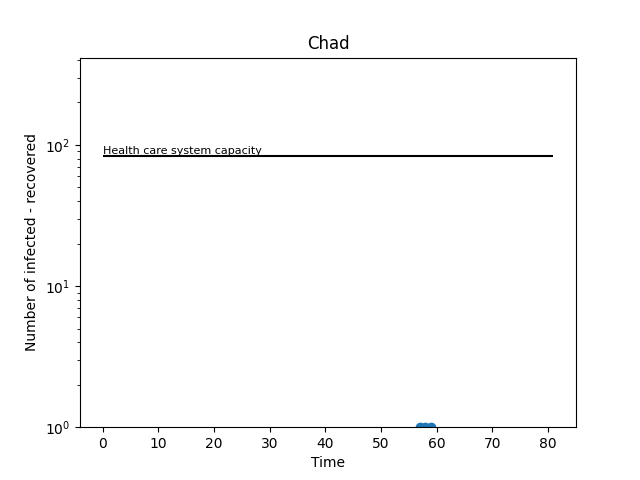 Chad
Number of infected - recovered
10²
Health care system capacity
10¹
10⁰
0 10 20 30 40 50 60 70 80
Time